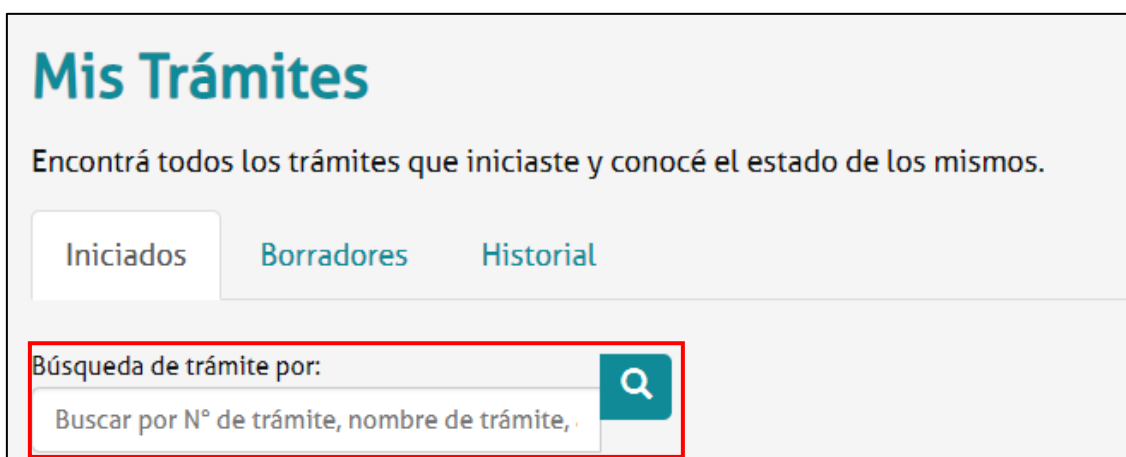 Mis Trámites
Encontrá todos los trámites que iniciaste y conocé el estado de los mismos.
Iniciados Borradores Historial
Búsqueda de trámite por:
Buscar por N° de trámite, nombre de trámite,